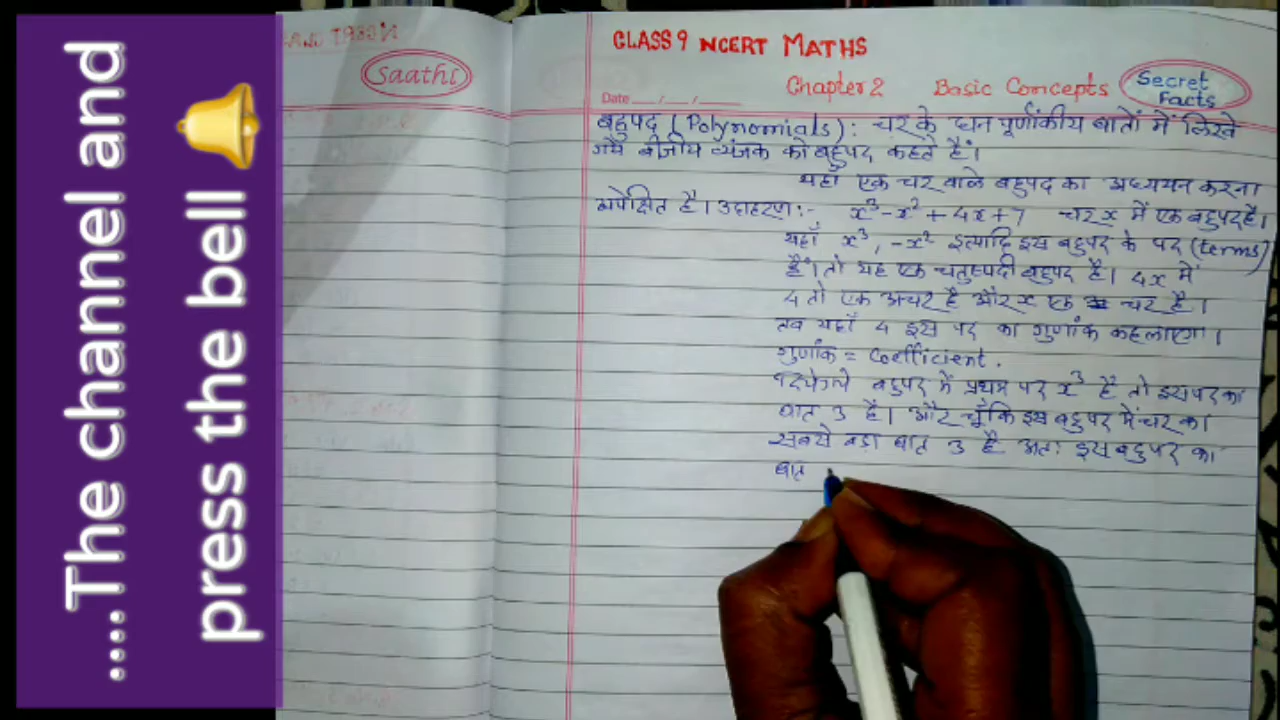 ....The channel and
press the bell
Saathi
CLASS 9 NCERT MATHS
Chapter 2 Basic Concepts Secret Facts
Date
बहुपद (Polynomials): चर के धन पूर्णांकीय घातों में लिखे
गये बीजीय व्यंजक को बहुपद कहते हैं।
यहाँ एक चर वाले बहुपद का अध्ययन करना
अपेक्षित है। उदाहरण:- x³-x²+4x+7 चर x में एक बहुपद है।
यहाँ x³, -x² इत्यादि इस बहुपद के पद (terms)
हैं। तो यह एक चतुष्पदी बहुपद है। 4x में
4 तो एक अचर है और x एक चर है।
तब यहाँ 4 इस पद का गुणांक कहलाएगा।
गुणांक = Coefficient.
बहुपद में प्रथम पद x³ है तो इस पद का
घात 3 है। और चूँकि इस बहुपद में चर का
सबसे बड़ा घात 3 है अतः इस बहुपद का
घात